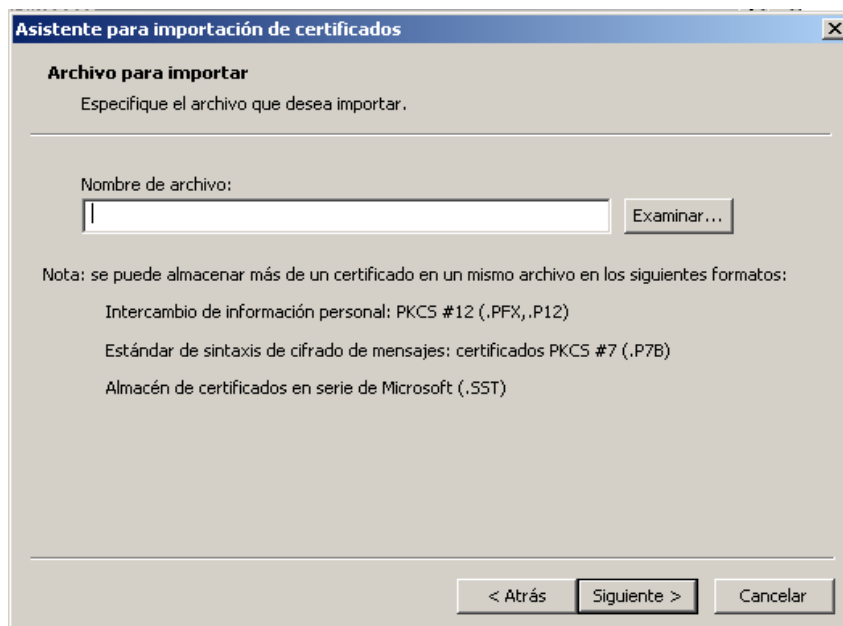 Asistente para importación de certificados
Archivo para importar
Especifique el archivo que desea importar.
Nombre de archivo:
Examinar...
Nota: se puede almacenar más de un certificado en un mismo archivo en los siguientes formatos:
Intercambio de información personal: PKCS #12 (.PFX,.P12)
Estándar de sintaxis de cifrado de mensajes: certificados PKCS #7 (.P7B)
Almacén de certificados en serie de Microsoft (.SST)
< Atrás Siguiente > Cancelar